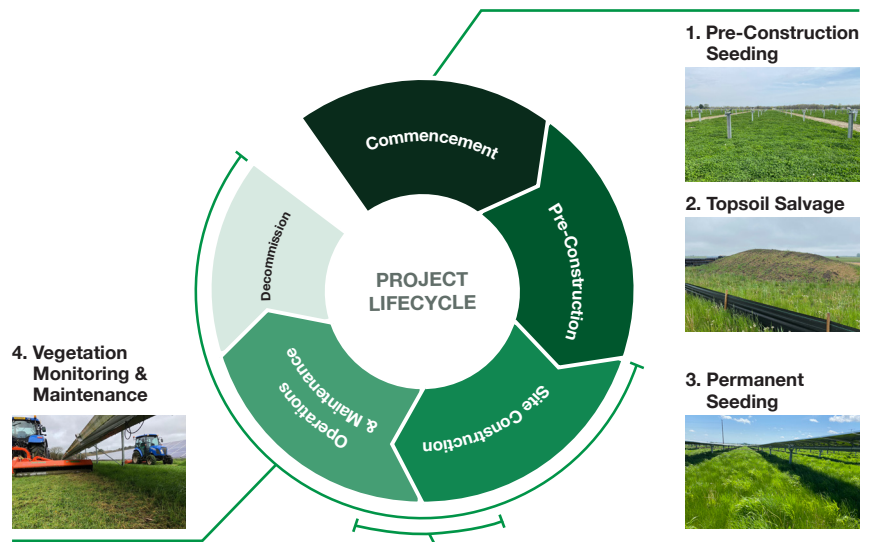 1. Pre-Construction
Seeding
Commencement
Pre-Construction
2. Topsoil Salvage
Decommission
PROJECT
LIFECYCLE
4. Vegetation
Monitoring &
Maintenance
Operations
& Maintenance
Site Construction
3. Permanent
Seeding